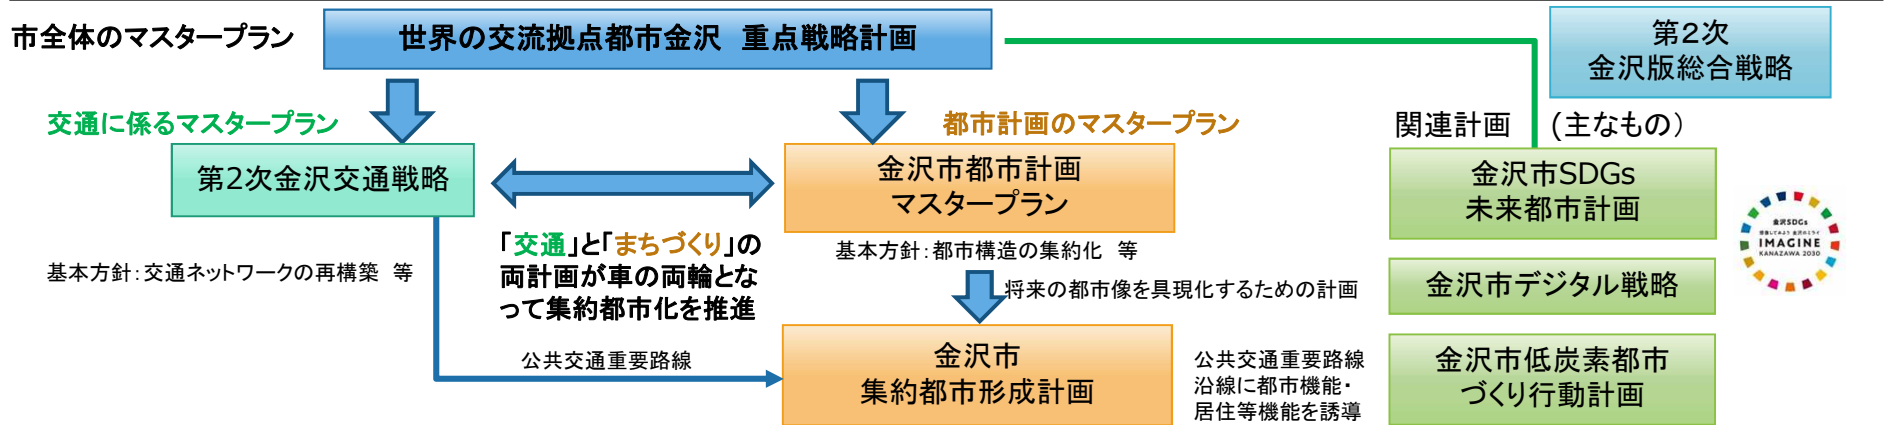 市全体のマスタープラン
世界の交流拠点都市金沢　重点戦略計画
第2次
金沢版総合戦略
交通に係るマスタープラン
都市計画のマスタープラン
関連計画　(主なもの)
第2次金沢交通戦略
金沢市都市計画
マスタープラン
金沢市SDGs
未来都市計画
「交通」と「まちづくり」の
両計画が車の両輪とな
って集約都市化を推進
基本方針：交通ネットワークの再構築　等
基本方針：都市構造の集約化　等
将来の都市像を具現化するための計画
金沢市デジタル戦略
金沢SDGs
IMAGINE
KANAZAWA 2030
公共交通重要路線
金沢市
集約都市形成計画
公共交通重要路線
沿線に都市機能・
居住等機能を誘導
金沢市低炭素都市
づくり行動計画